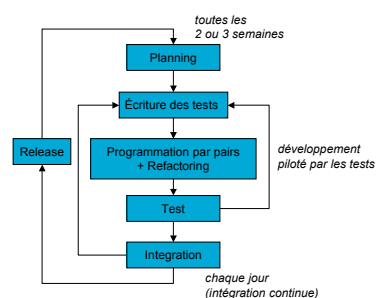 toutes les
2 ou 3 semaines
Planning
Écriture des tests
Release
Programmation par pairs
+ Refactoring
développement
piloté par les tests
Test
Integration
chaque jour
(intégration continue)